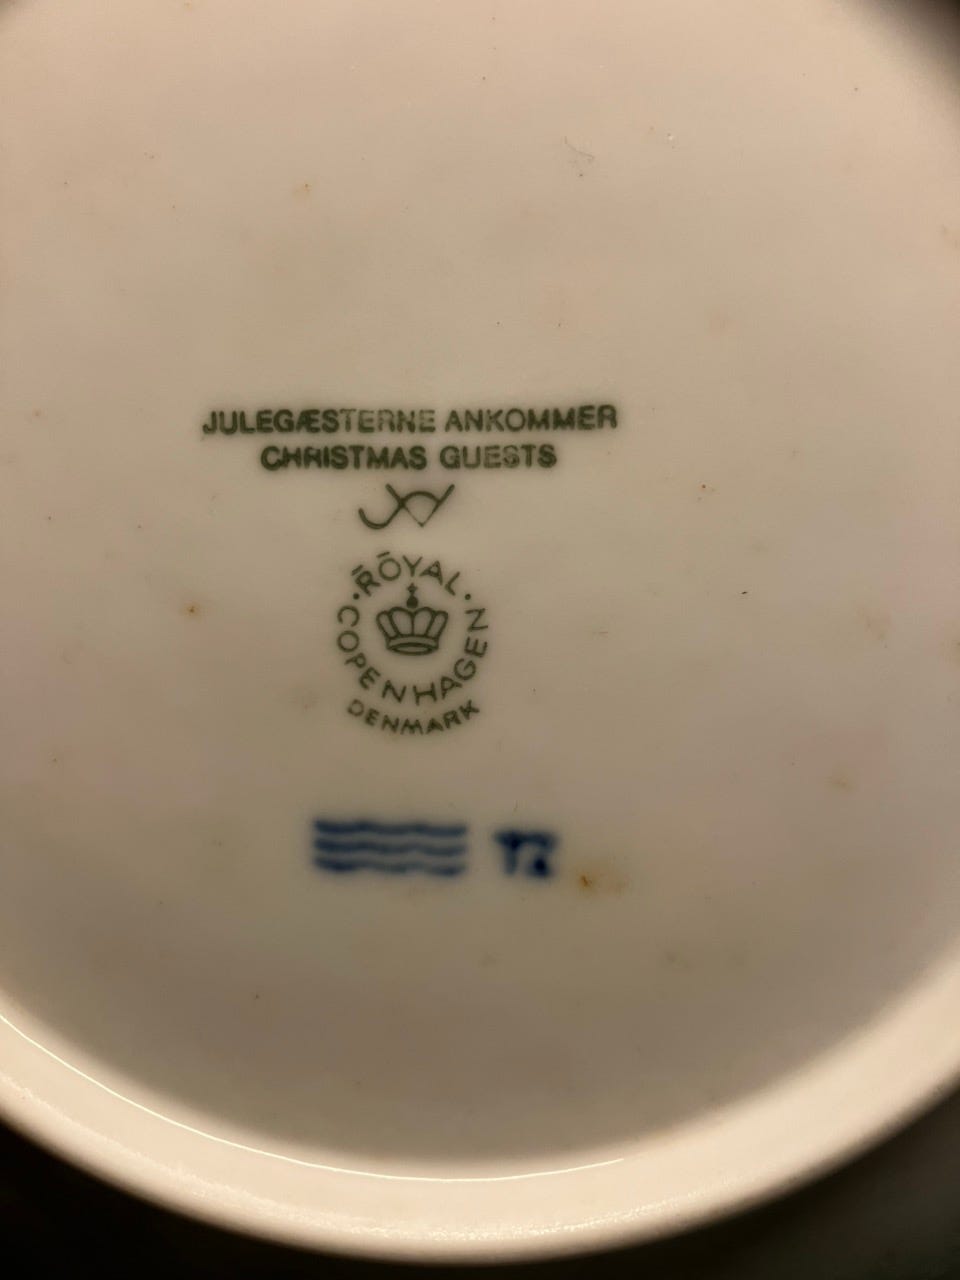 JULEGÆSTERNE ANKOMMER
CHRISTMAS GUESTS
ROYAL
COPENHAGEN
DENMARK